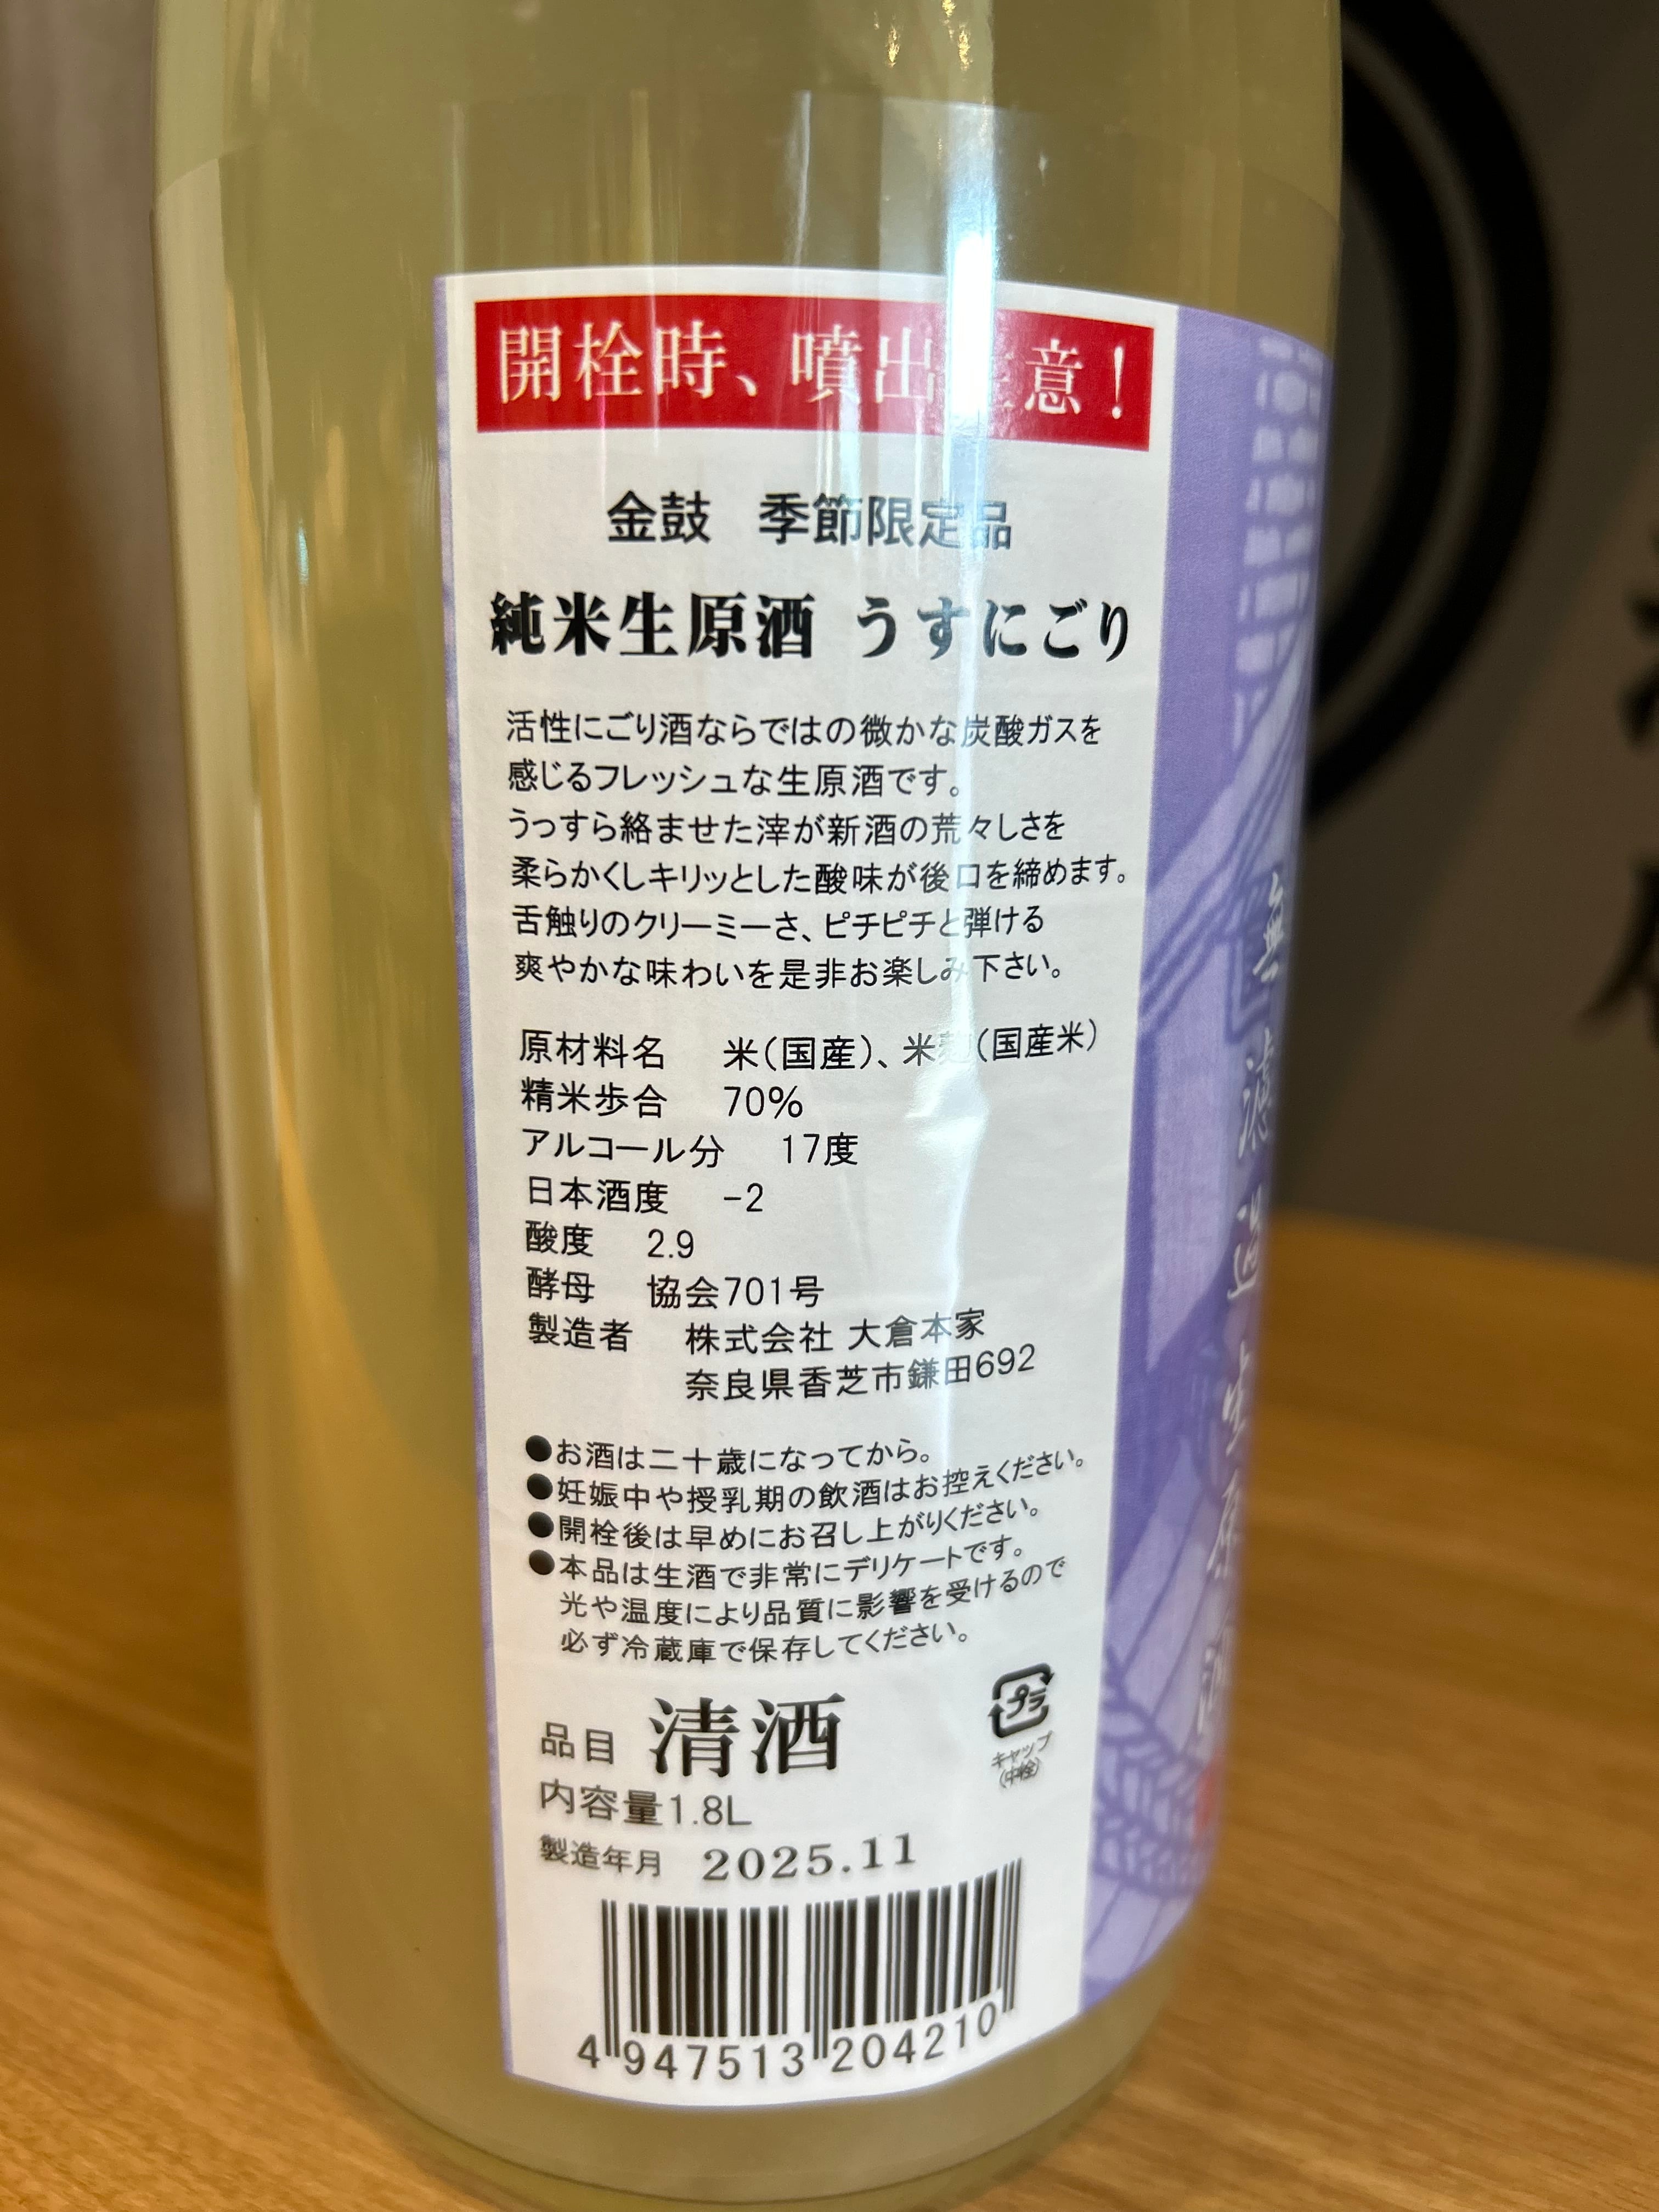 開栓時、噴出注意!
金鼓 季節限定品
純米生原酒 うすにごり
活性にごり酒ならではの微かな炭酸ガスを
感じるフレッシュな生原酒です。
うっすら絡ませた滓が新酒の荒々しさを
柔らかくしキリッとした酸味が後口を締めます。
舌触りのクリーミーさ、ピチピチと弾ける
爽やかな味わいを是非お楽しみ下さい。
原材料名 米(国産)、米麹(国産米)
精米歩合 70%
アルコール分 17度
日本酒度 -2
酸度 2.9
酵母 協会701号
製造者 株式会社 大倉本家
奈良県香芝市鎌田692
●お酒は二十歳になってから。
●妊娠中や授乳期の飲酒はお控えください。
●開栓後は早めにお召し上がりください。
●本品は生酒で非常にデリケートです。
光や温度により品質に影響を受けるので
必ず冷蔵庫で保存してください。
プラ
キャップ
(中栓)
品目 清酒
内容量1.8L
製造年月 2025.11
4947513204210
無濾過生原酒